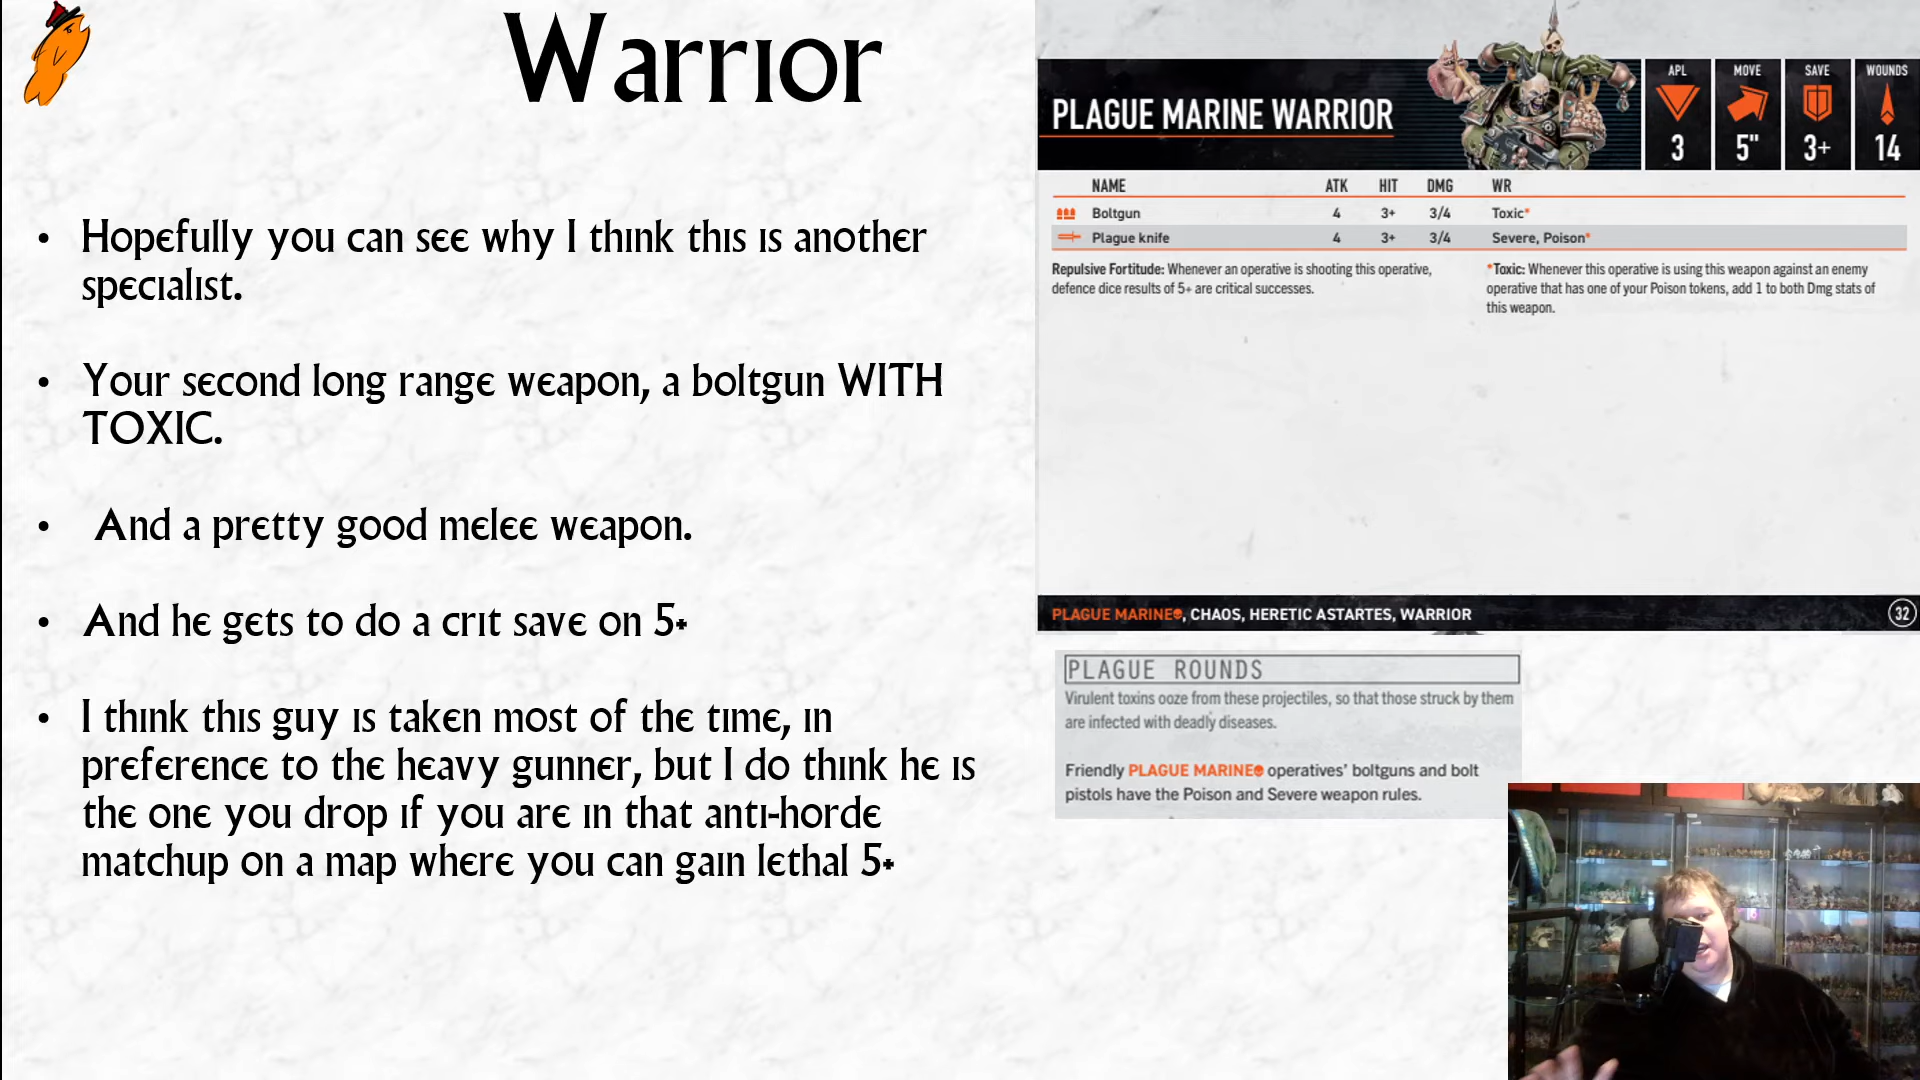 Warrior
• Hopefully you can see why I think this is another
specialist.
• Your second long range weapon, a boltgun WITH
TOXIC.
• And a pretty good melee weapon.
• And he gets to do a crit save on 5+
• I think this guy is taken most of the time, in
preference to the heavy gunner, but I do think he is
the one you drop if you are in that anti-horde
matchup on a map where you can gain lethal 5+
PLAGUE MARINE WARRIOR
APL MOVE SAVE WOUNDS
3 5" 3+ 14
NAME ATK HIT DMG WR
Boltgun 4 3+ 3/4 Toxic*
Plague knife 4 3+ 3/4 Severe, Poison*
Repulsive Fortitude: Whenever an operative is shooting this operative,
defence dice results of 5+ are critical successes.
*Toxic: Whenever this operative is using this weapon against an enemy
operative that has one of your Poison tokens, add 1 to both Dmg stats of
this weapon.
PLAGUE MARINE, CHAOS, HERETIC ASTARTES, WARRIOR 32
PLAGUE ROUNDS
Virulent toxins ooze from these projectiles, so that those struck by them
are infected with deadly diseases.
Friendly PLAGUE MARINE operatives' boltguns and bolt
pistols have the Poison and Severe weapon rules.